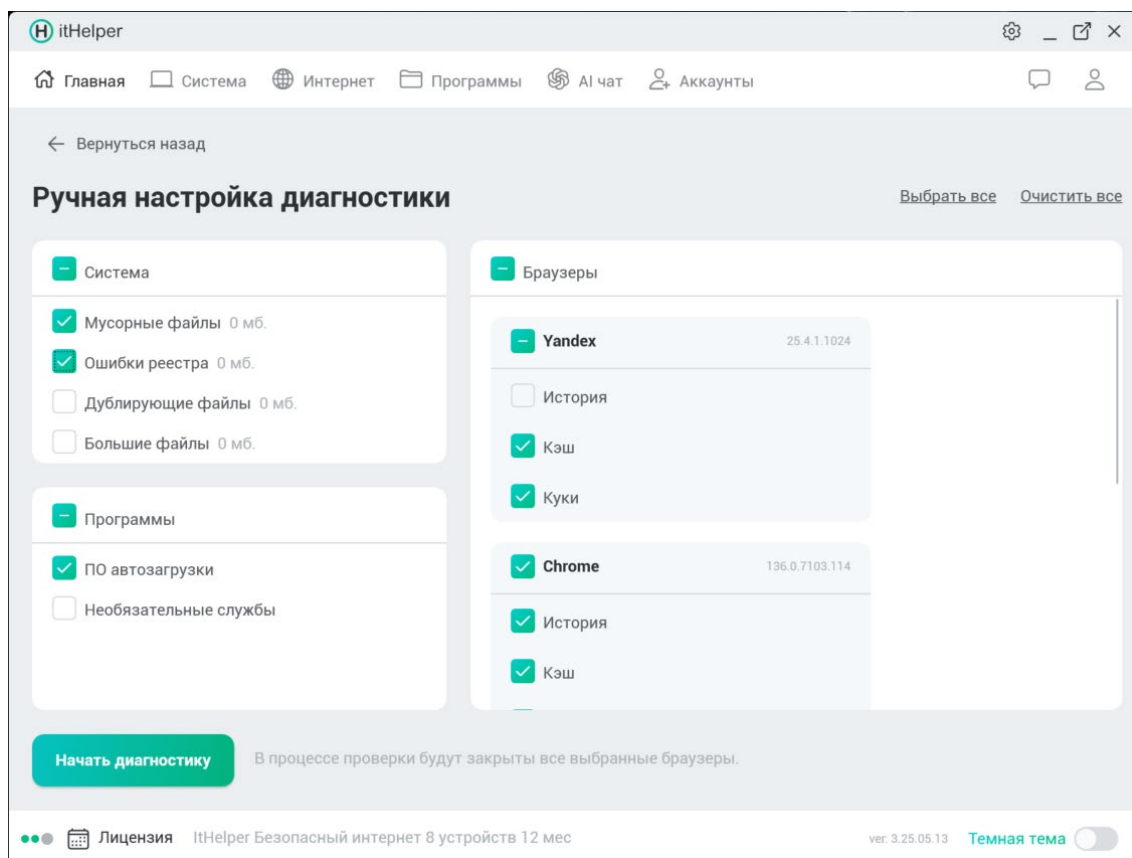 itHelper
Главная Система Интернет Программы AI чат Аккаунты
Вернуться назад
Ручная настройка диагностики
Выбрать все Очистить все
Система
Мусорные файлы 0 мб.
Ошибки реестра 0 мб.
Дублирующие файлы 0 мб.
Большие файлы 0 мб.
Программы
ПО автозагрузки
Необязательные службы
Браузеры
Yandex 25.4.1.1024
История
Кэш
Куки
Chrome 136.0.7103.114
История
Кэш
Начать диагностику
В процессе проверки будут закрыты все выбранные браузеры.
Лицензия ItHelper Безопасный интернет 8 устройств 12 мес
ver: 3.25.05.13 Темная тема